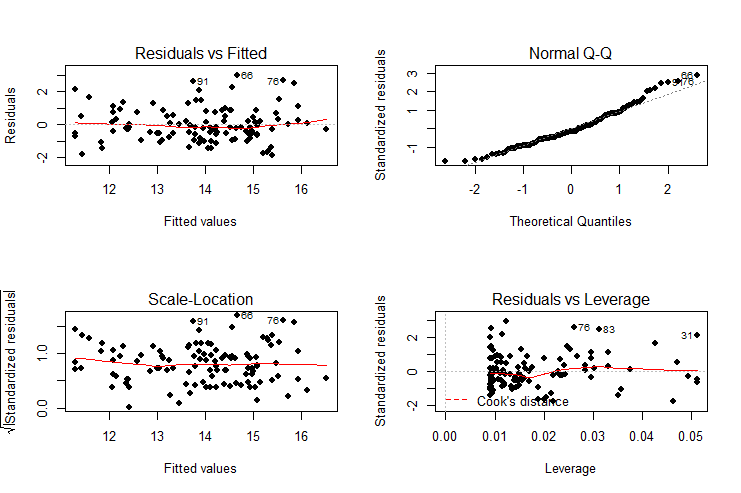 Residuals vs Fitted
Residuals
2
0
-2
91
66
76
12 13 14 15 16
Fitted values
Normal Q-Q
Standardized residuals
3
1
-1
66
76
-2 -1 0 1 2
Theoretical Quantiles
Scale-Location
√|Standardized residuals|
1.0
0.0
91
66
76
12 13 14 15 16
Fitted values
Residuals vs Leverage
Standardized residuals
2
0
-2
76
83
31
Cook's distance
0.00 0.01 0.02 0.03 0.04 0.05
Leverage